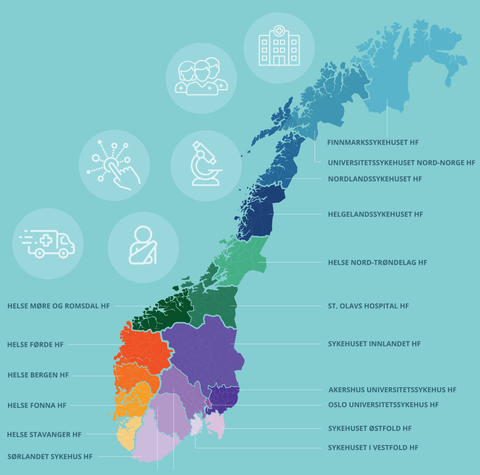 FINNMARKSSYKEHUSET HF
UNIVERSITETSSYKEHUSET NORD-NORGE HF
NORDLANDSSYKEHUSET HF
HELGELANDSSYKEHUSET HF
HELSE NORD-TRØNDELAG HF
HELSE MØRE OG ROMSDAL HF
ST. OLAVS HOSPITAL HF
HELSE FØRDE HF
SYKEHUSET INNLANDET HF
HELSE BERGEN HF
AKERSHUS UNIVERSITETSSYKEHUS HF
HELSE FONNA HF
OSLO UNIVERSITETSSYKEHUS HF
SYKEHUSET ØSTFOLD HF
HELSE STAVANGER HF
SYKEHUSET I VESTFOLD HF
SØRLANDET SYKEHUS HF